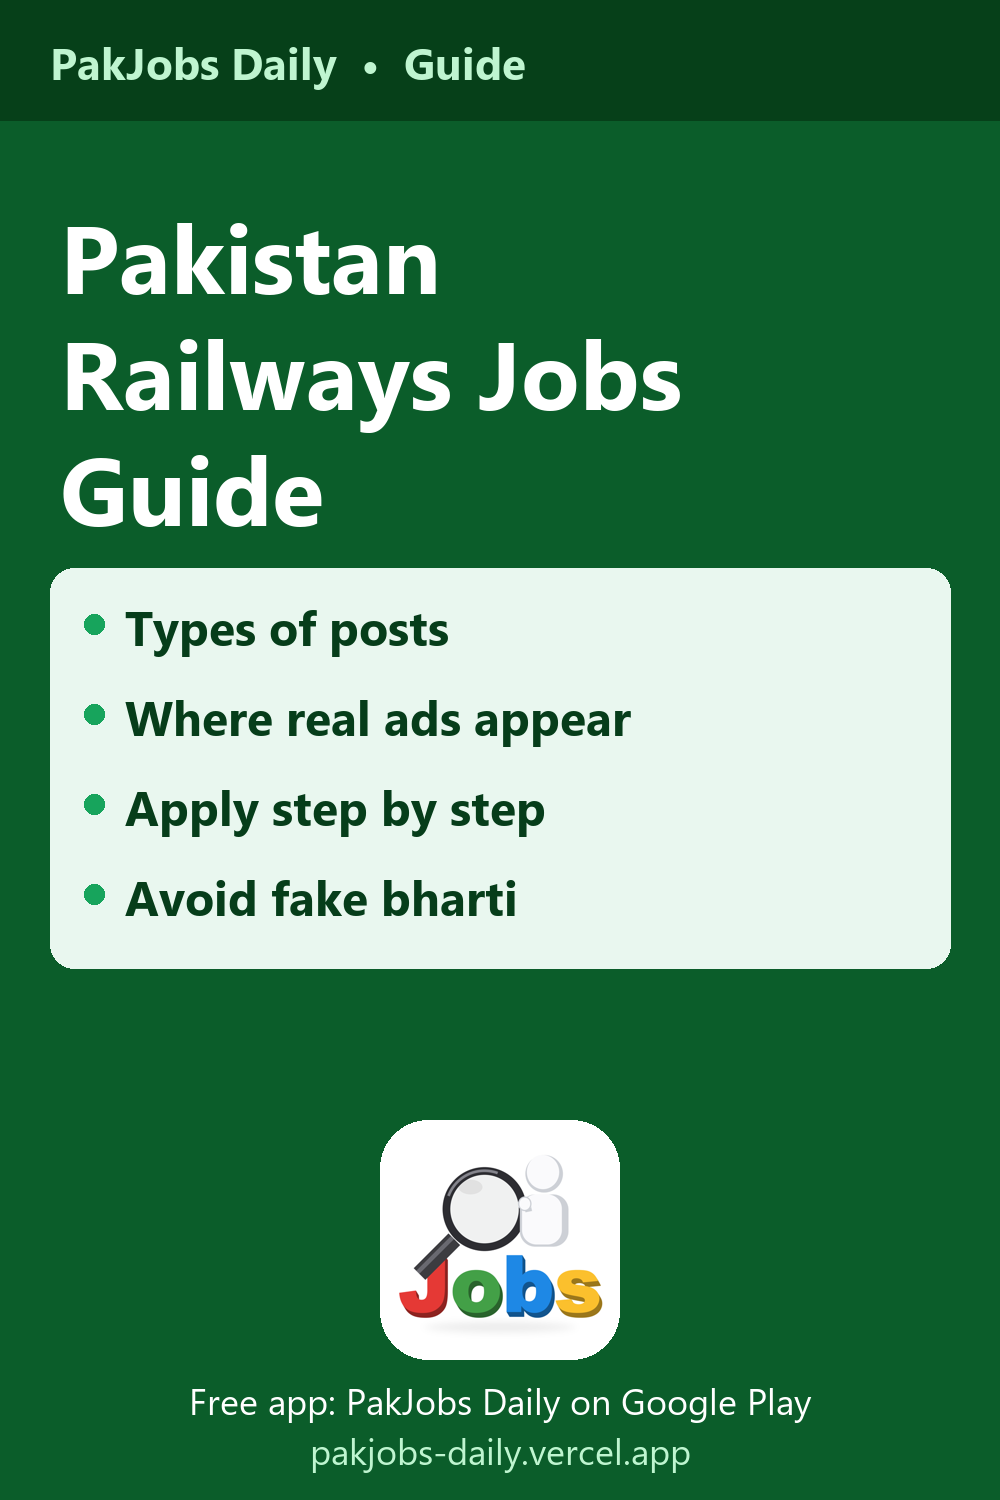 PakJobs Daily • Guide
Pakistan
Railways Jobs
Guide
• Types of posts
• Where real ads appear
• Apply step by step
• Avoid fake bharti
Jobs
Free app: PakJobs Daily on Google Play
pakjobs-daily.vercel.app